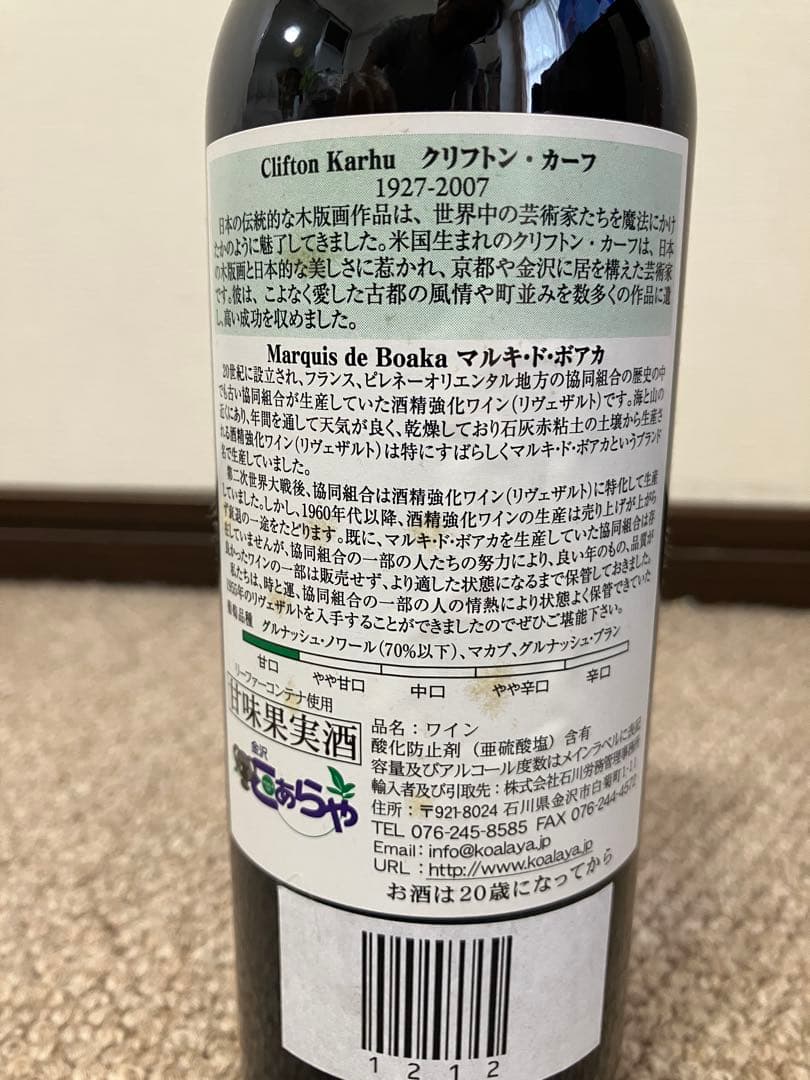 Clifton Karhu クリフトン・カーフ
1927-2007
日本の伝統的な木版画作品は、世界中の芸術家たちを魔法にかけ
たかのように魅了してきました。米国生まれのクリフトン・カーフは、日本
の木版画と日本的な美しさに惹かれ、京都や金沢に居を構えた芸術家
です。彼は、こよなく愛した古都の風情や町並みを数多くの作品に遺
し、高い成功を収めました。
Marquis de Boaka マルキ・ド・ボアカ
20世紀に設立され、フランス、ピレネーオリエンタル地方の協同組合の歴史の中
でも古い協同組合が生産していた酒精強化ワイン(リヴェザルト)です。海と山の
近くにあり、年間を通して天気が良く、乾燥しており石灰赤粘土の土壌から生産さ
れる酒精強化ワイン(リヴェザルト)は特にすばらしくマルキ・ド・ボアカというブランド
名で生産していました。
第二次世界大戦後、協同組合は酒精強化ワイン(リヴェザルト)に特化して生産
していました。しかし、1960年代以降、酒精強化ワインの生産は売り上げが上がら
ず衰退の一途をたどります。既に、マルキ・ド・ボアカを生産していた協同組合は存
在していませんが、協同組合の一部の人たちの努力により、良い年のもの、品質が
良かったワインの一部は販売せず、より適した状態になるまで保管しておきました。
私たちは、時と運、協同組合の一部の人の情熱により状態よく保管できていた
1955年のリヴェザルトを入手することができましたのでぜひご堪能下さい。
葡萄品種 グルナッシュ・ノワール(70%以下)、マカブ、グルナッシュ・ブラン
甘口 やや甘口 中口 やや辛口 辛口
リーファーコンテナ使用
甘味果実酒
金沢
あらや
品名：ワイン
酸化防止剤（亜硫酸塩）含有
容量及びアルコール度数はメインラベルに表記
輸入者及び引取先：株式会社石川労務管理事務所
住所：〒921-8024 石川県金沢市白菊町1-11
TEL 076-245-8585 FAX 076-244-4572
Email: info@koalaya.jp
URL : http://www.koalaya.jp
お酒は20歳になってから
1212